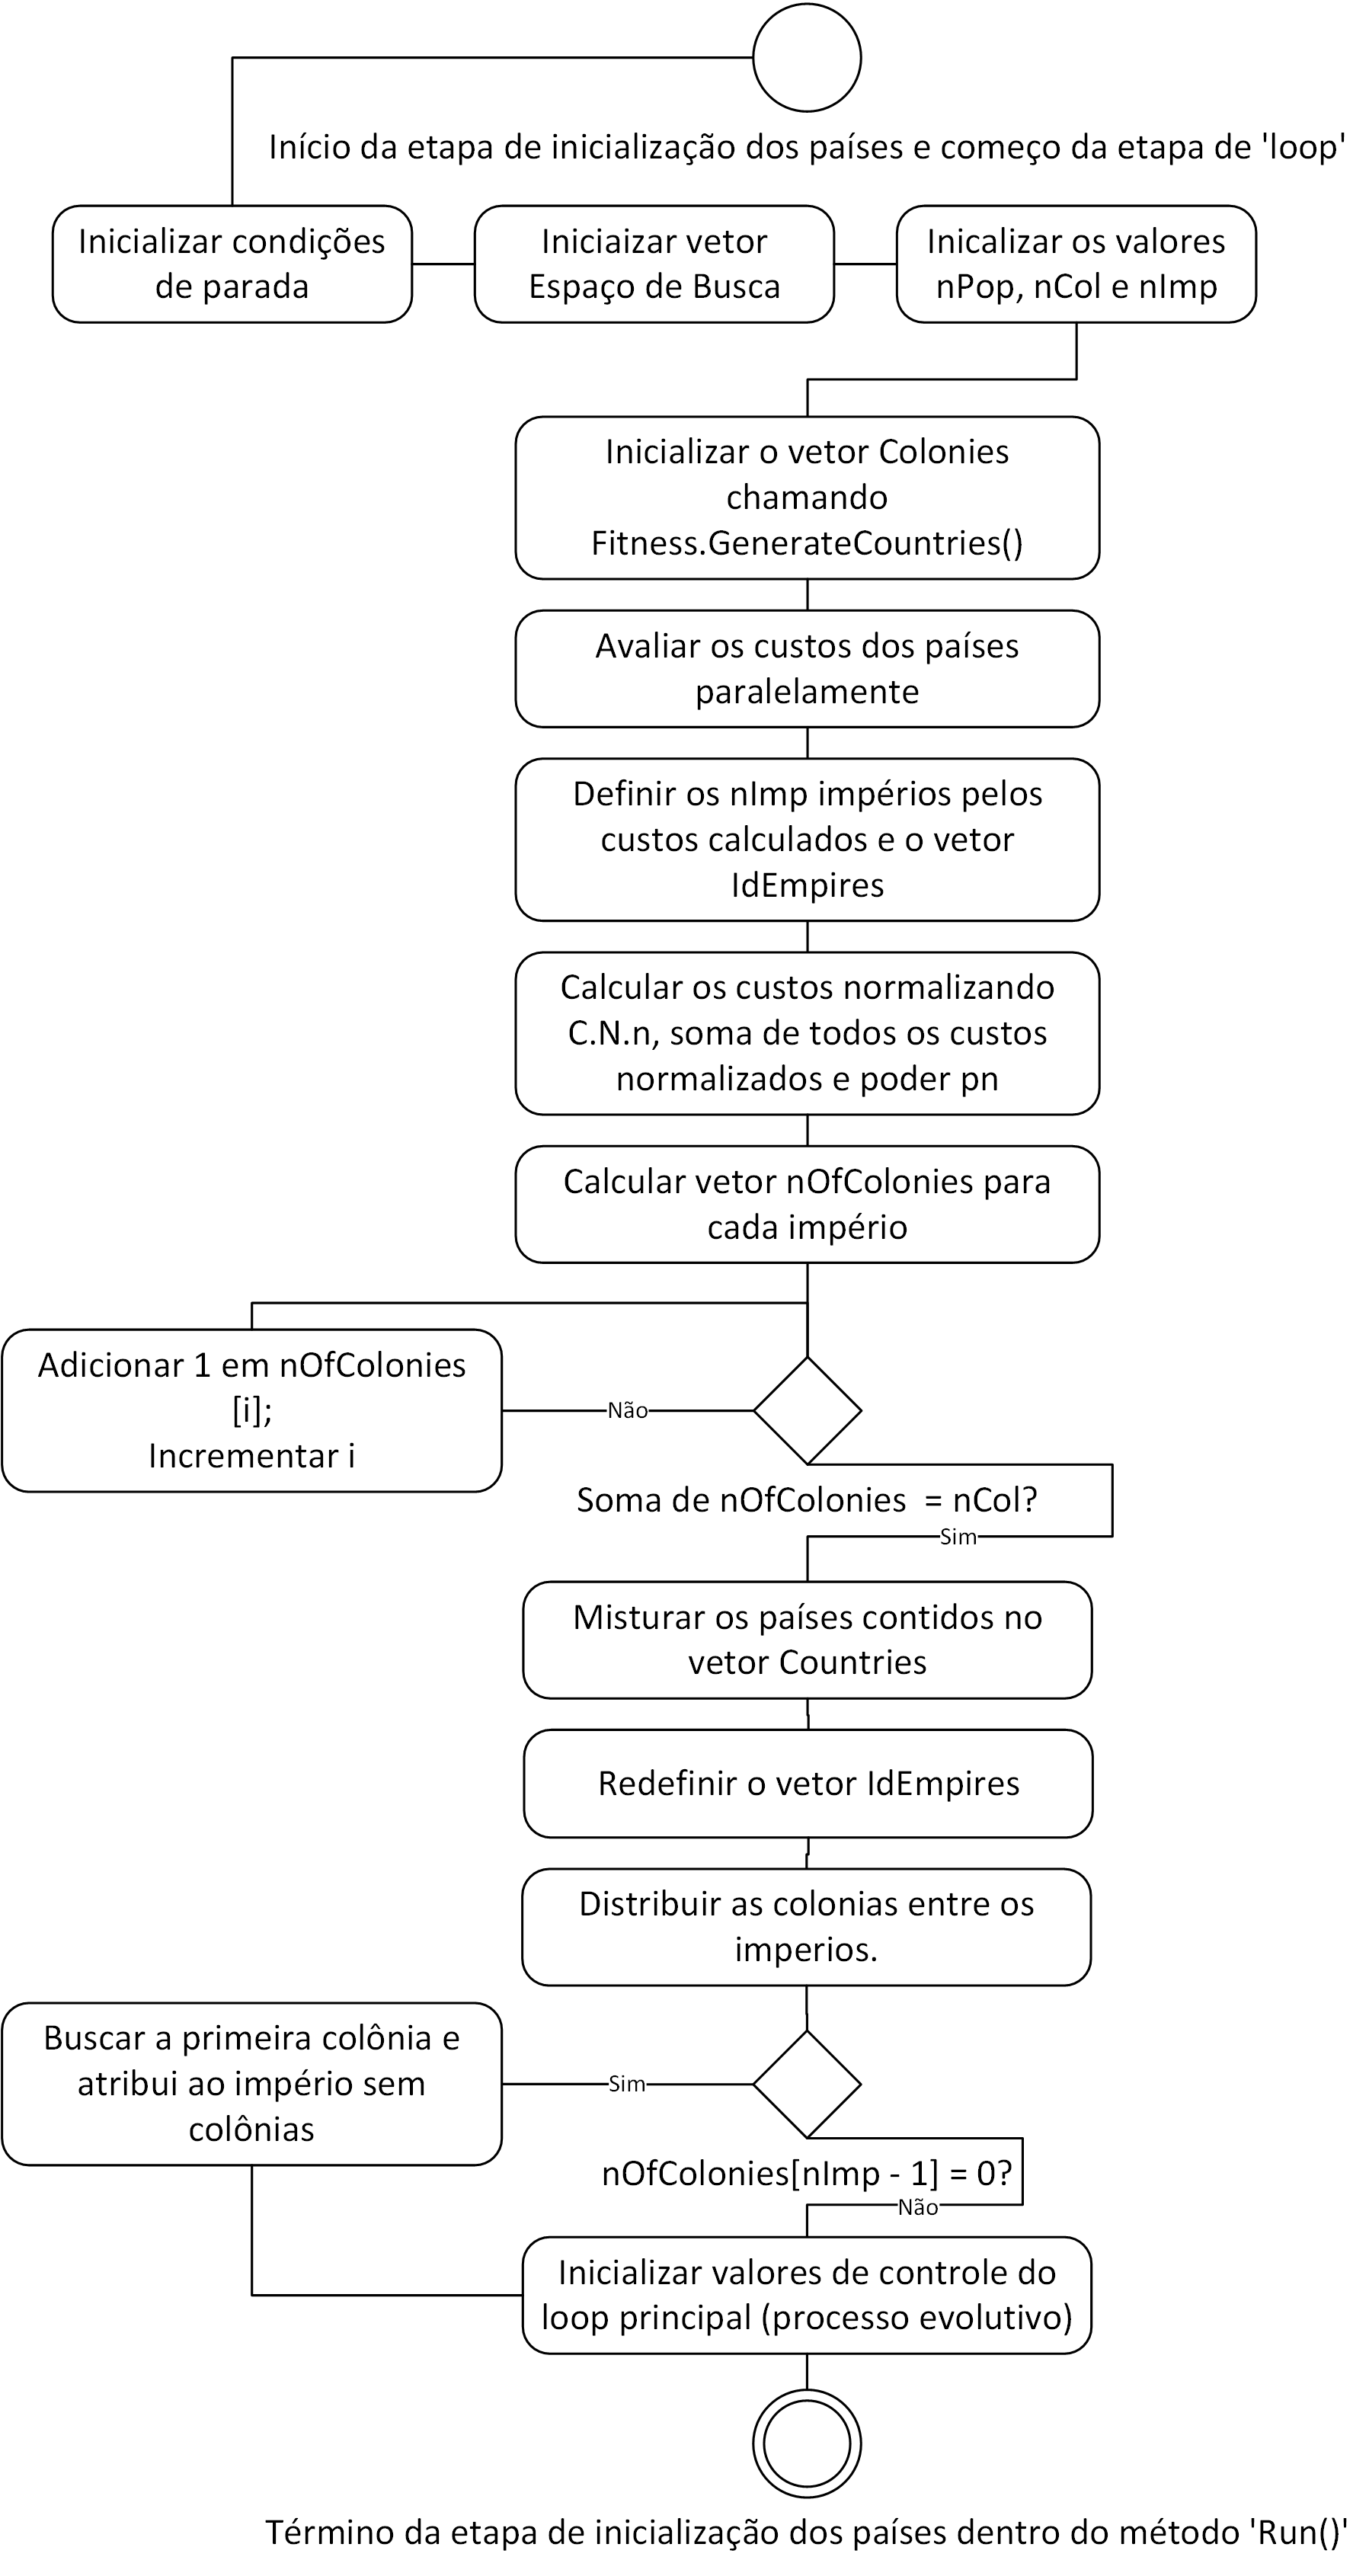 Início da etapa de inicialização dos países e começo da etapa de 'loop'
Inicializar condições
de parada
Iniciaizar vetor
Espaço de Busca
Inicalizar os valores
nPop, nCol e nImp
Inicializar o vetor Colonies
chamando
Fitness.GenerateCountries()
Avaliar os custos dos países
paralelamente
Definir os nImp impérios pelos
custos calculados e o vetor
IdEmpires
Calcular os custos normalizando
C.N.n, soma de todos os custos
normalizados e poder pn
Calcular vetor nOfColonies para
cada império
Adicionar 1 em nOfColonies
[i];
Incrementar i
Não
Soma de nOfColonies  = nCol?
Sim
Misturar os países contidos no
vetor Countries
Redefinir o vetor IdEmpires
Distribuir as colonias entre os
imperios.
Buscar a primeira colônia e
atribui ao império sem
colônias
Sim
nOfColonies[nImp - 1] = 0?
Não
Inicializar valores de controle do
loop principal (processo evolutivo)
Término da etapa de inicialização dos países dentro do método 'Run()'